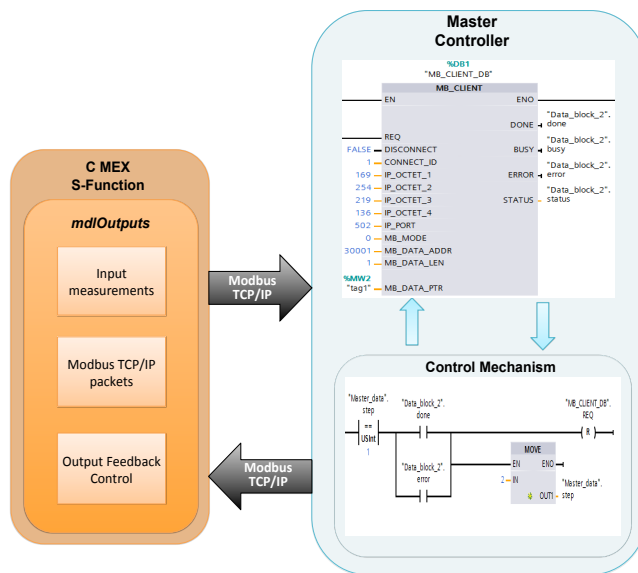 Master
Controller
%DB1
"MB_CLIENT_DB"
MB_CLIENT
EN ENO
"Data_block_2".
DONE done
REQ
"Data_block_2".
FALSE DISCONNECT BUSY busy
1 CONNECT_ID
"Data_block_2".
169 IP_OCTET_1 ERROR error
254 IP_OCTET_2
"Data_block_2".
219 IP_OCTET_3 STATUS status
136 IP_OCTET_4
502 IP_PORT
0 MB_MODE
30001 MB_DATA_ADDR
1 MB_DATA_LEN
%MW2
"tag1" MB_DATA_PTR
C MEX
S-Function
mdlOutputs
Input
measurements
Modbus TCP/IP
packets
Output Feedback
Control
Modbus
TCP/IP
Modbus
TCP/IP
Control Mechanism
"Master_data".
step
==
USInt
1
"Data_block_2".
done
"Data_block_2".
error
"MB_CLIENT_DB".
REQ
R
MOVE
EN ENO
2 IN
OUT1
"Master_data".
step